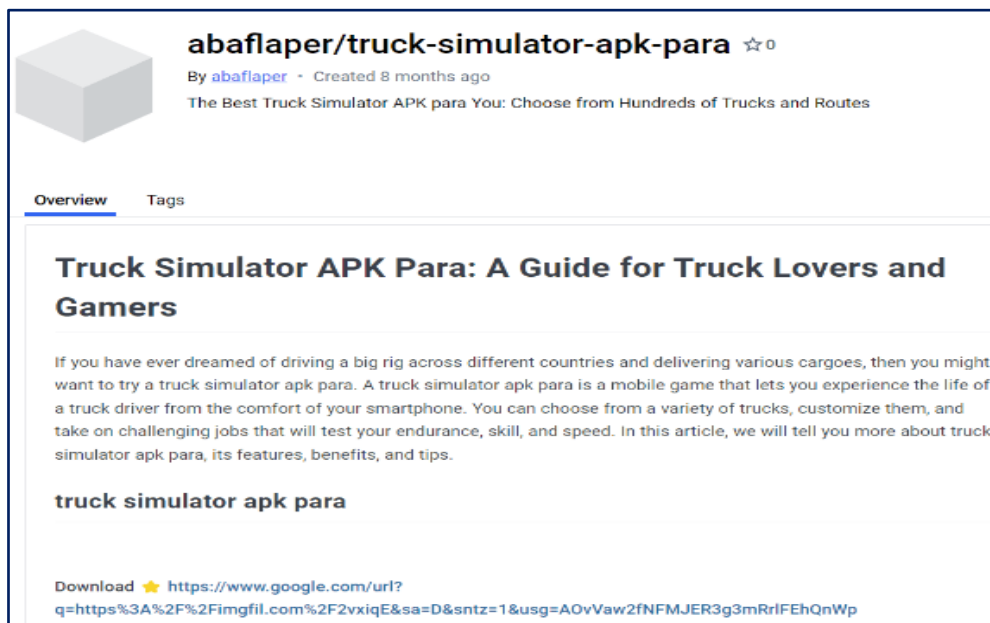 abaflaper/truck-simulator-apk-para ☆ 0
By abaflaper • Created 8 months ago
The Best Truck Simulator APK para You: Choose from Hundreds of Trucks and Routes
Overview Tags
Truck Simulator APK Para: A Guide for Truck Lovers and
Gamers
If you have ever dreamed of driving a big rig across different countries and delivering various cargoes, then you might
want to try a truck simulator apk para. A truck simulator apk para is a mobile game that lets you experience the life of
a truck driver from the comfort of your smartphone. You can choose from a variety of trucks, customize them, and
take on challenging jobs that will test your endurance, skill, and speed. In this article, we will tell you more about truck
simulator apk para, its features, benefits, and tips.
truck simulator apk para
Download ⭐ https://www.google.com/url?
q=https%3A%2F%2Fimgfil.com%2F2vxiqE&sa=D&sntz=1&usg=AOvVaw2fNFMJER3g3mRrlFEhQnWp